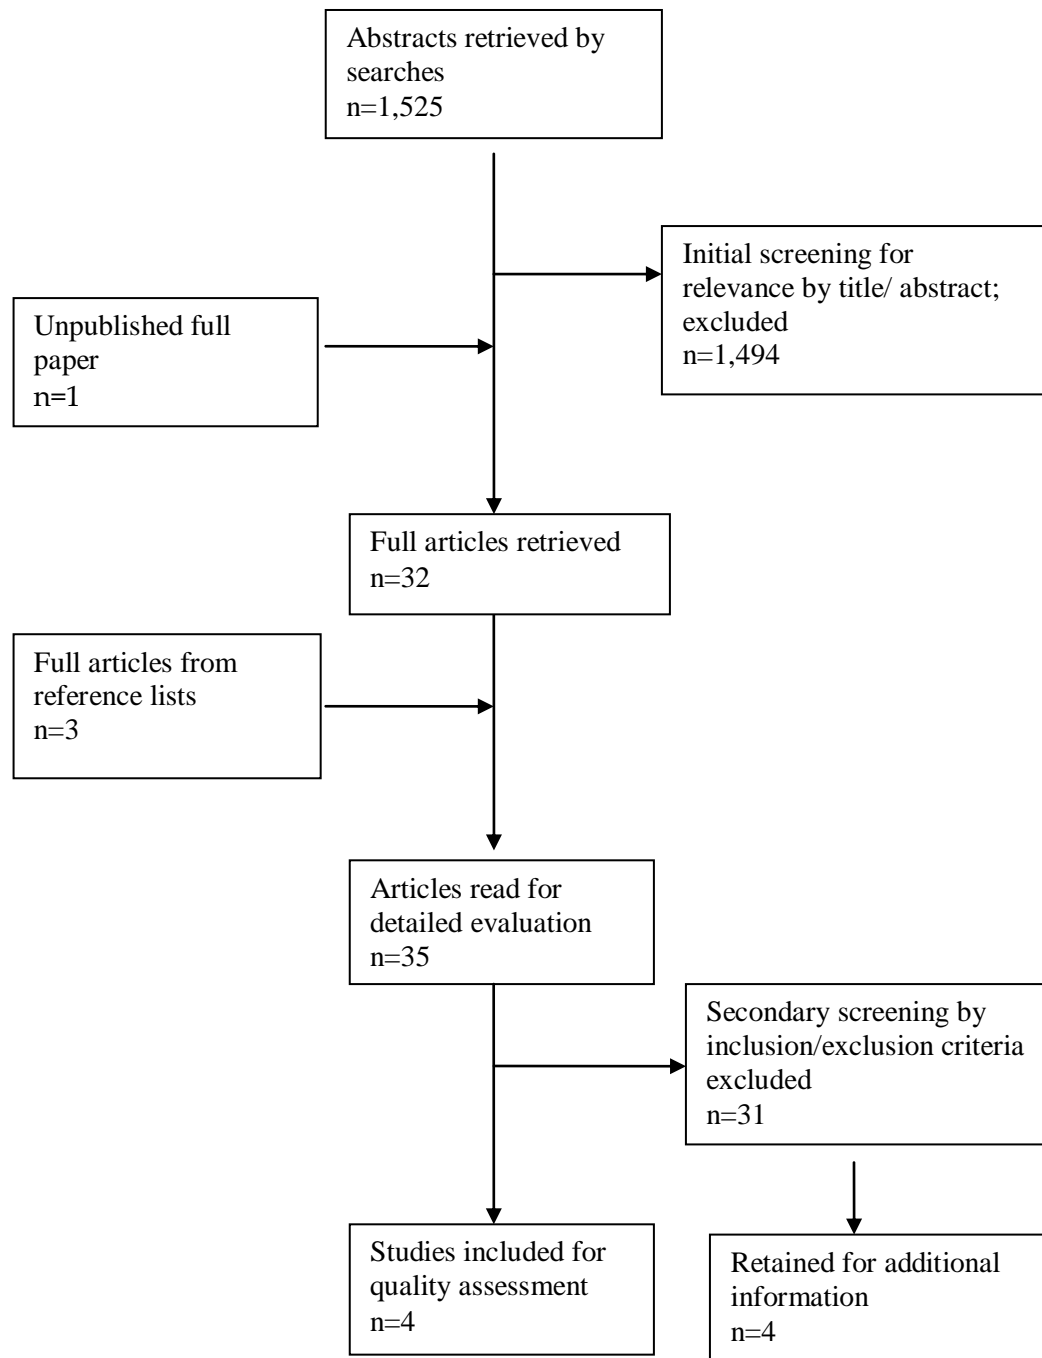 Abstracts retrieved by
searches
n=1,525
Initial screening for
relevance by title/ abstract;
excluded
n=1,494
Unpublished full
paper
n=1
Full articles retrieved
n=32
Full articles from
reference lists
n=3
Articles read for
detailed evaluation
n=35
Secondary screening by
inclusion/exclusion criteria
excluded
n=31
Studies included for
quality assessment
n=4
Retained for additional
information
n=4